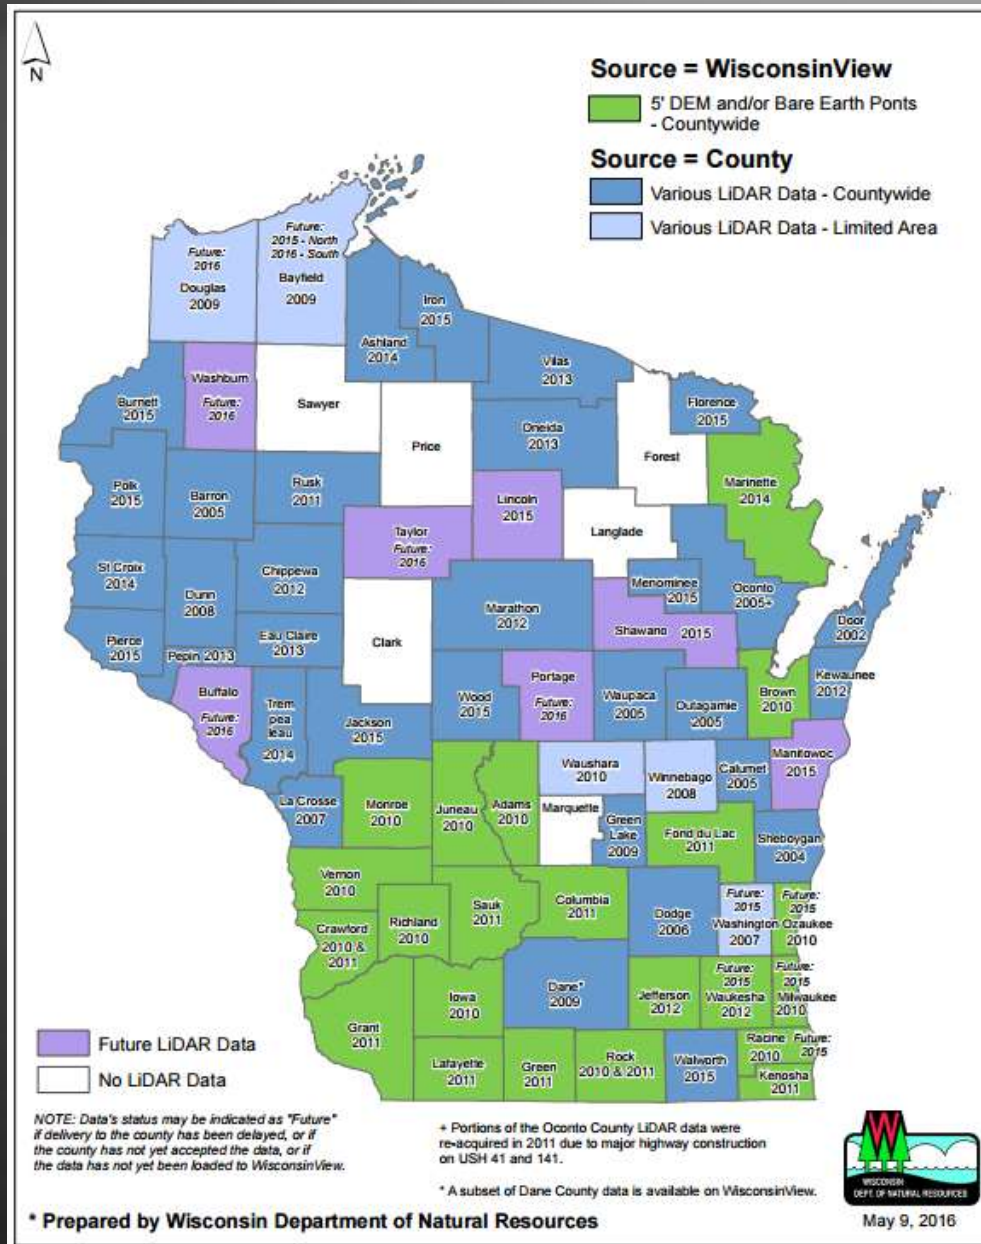 N
Source = WisconsinView
5' DEM and/or Bare Earth Ponts
- Countywide
Source = County
Various LiDAR Data - Countywide
Various LiDAR Data - Limited Area
Future:
2016
Douglas
2009
Future:
2015 - North
2016 - South
Bayfield
2009
Ashland
2014
Iron
2015
Vilas
2013
Burnett
2015
Washburn
Future:
2016
Sawyer
Price
Oneida
2013
Forest
Florence
2015
Marinette
2014
Polk
2015
Barron
2005
Rusk
2011
Taylor
Future:
2016
Lincoln
2015
Langlade
St Croix
2014
Dunn
2008
Chippewa
2012
Marathon
2012
Menominee
2015
Oconto
2005+
Door
2002
Pierce
2015
Pepin 2013
Eau Claire
2013
Clark
Shawano 2015
Buffalo
Future:
2016
Trem
pea
leau
2014
Jackson
2015
Wood
2015
Portage
Future:
2016
Waupaca
2005
Outagamie
2005
Brown
2010
Kewaunee
2012
La Crosse
2007
Monroe
2010
Juneau
2010
Adams
2010
Waushara
2010
Winnebago
2008
Calumet
2005
Manitowoc
2015
Marquette
Green
Lake
2009
Fond du Lac
2011
Sheboygan
2004
Vernon
2010
Crawford
2010 &
2011
Richland
2010
Sauk
2011
Columbia
2011
Dodge
2006
Future:
2015
Washington
2007
Future:
2015
Ozaukee
2010
Grant
2011
Iowa
2010
Dane*
2009
Jefferson
2012
Future:
2015
Waukesha
2012
Future:
2015
Milwaukee
2010
Lafayette
2011
Green
2011
Rock
2010 & 2011
Walworth
2015
Racine
2010
Future:
2015
Kenosha
2011
Future LiDAR Data
No LiDAR Data
NOTE: Data's status may be indicated as "Future"
if delivery to the county has been delayed, or if
the county has not yet accepted the data, or if
the data has not yet been loaded to WisconsinView.
+ Portions of the Oconto County LiDAR data were
re-acquired in 2011 due to major highway construction
on USH 41 and 141.
* A subset of Dane County data is available on WisconsinView.
* Prepared by Wisconsin Department of Natural Resources
W
WISCONSIN
DEPT. OF NATURAL RESOURCES
May 9, 2016